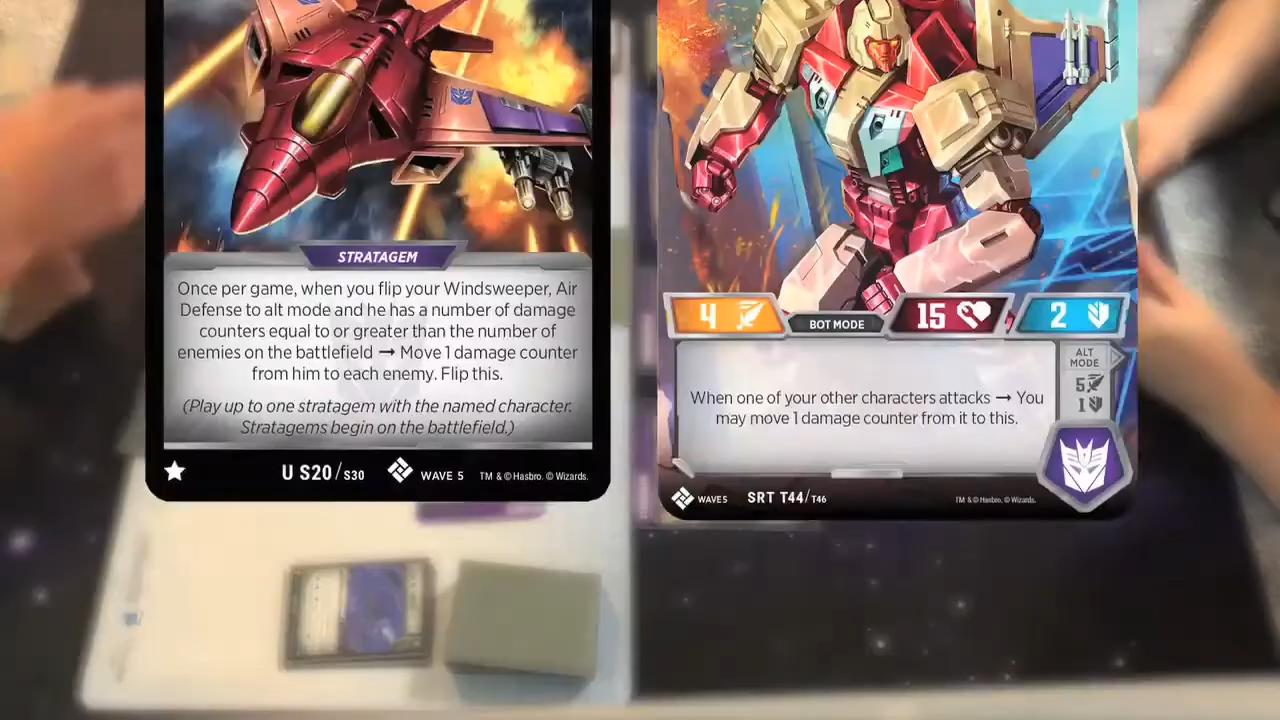 STRATAGEM
Once per game, when you flip your Windsweeper, Air
Defense to alt mode and he has a number of damage
counters equal to or greater than the number of
enemies on the battlefield → Move 1 damage counter
from him to each enemy. Flip this.
(Play up to one stratagem with the named character.
Stratagems begin on the battlefield.)
U S20/S30 WAVE 5 TM & © Hasbro. © Wizards.
4 BOT MODE 15 2
ALT
MODE
5
1
When one of your other characters attacks → You
may move 1 damage counter from it to this.
WAVE 5 SRT T44/T46 TM & © Hasbro. © Wizards.